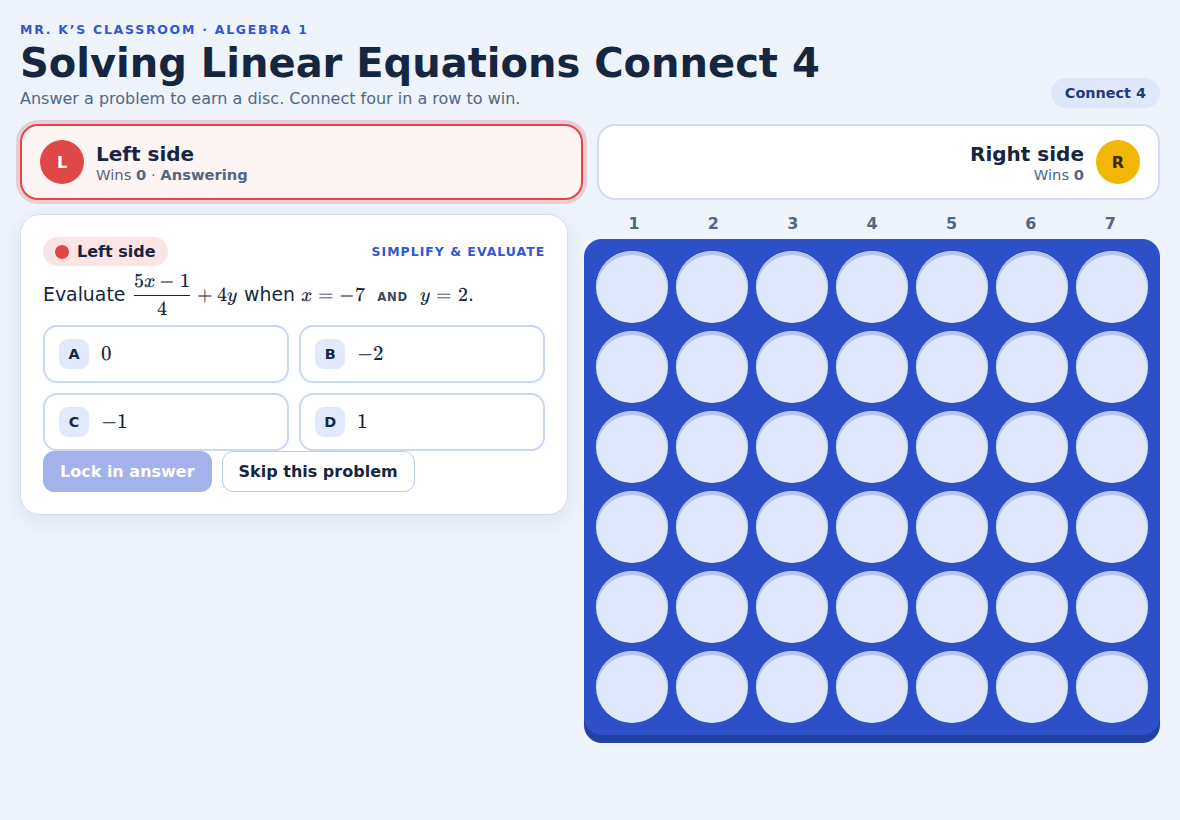 MR. K’S CLASSROOM · ALGEBRA 1
Solving Linear Equations Connect 4
Answer a problem to earn a disc. Connect four in a row to win.
Connect 4
L
Left side
Wins 0 · Answering
Right side
Wins 0
R
Left side
SIMPLIFY & EVALUATE
Evaluate (5x − 1)/4 + 4y when x = −7 AND y = 2.
A 0
B −2
C −1
D 1
Lock in answer
Skip this problem
1 2 3 4 5 6 7